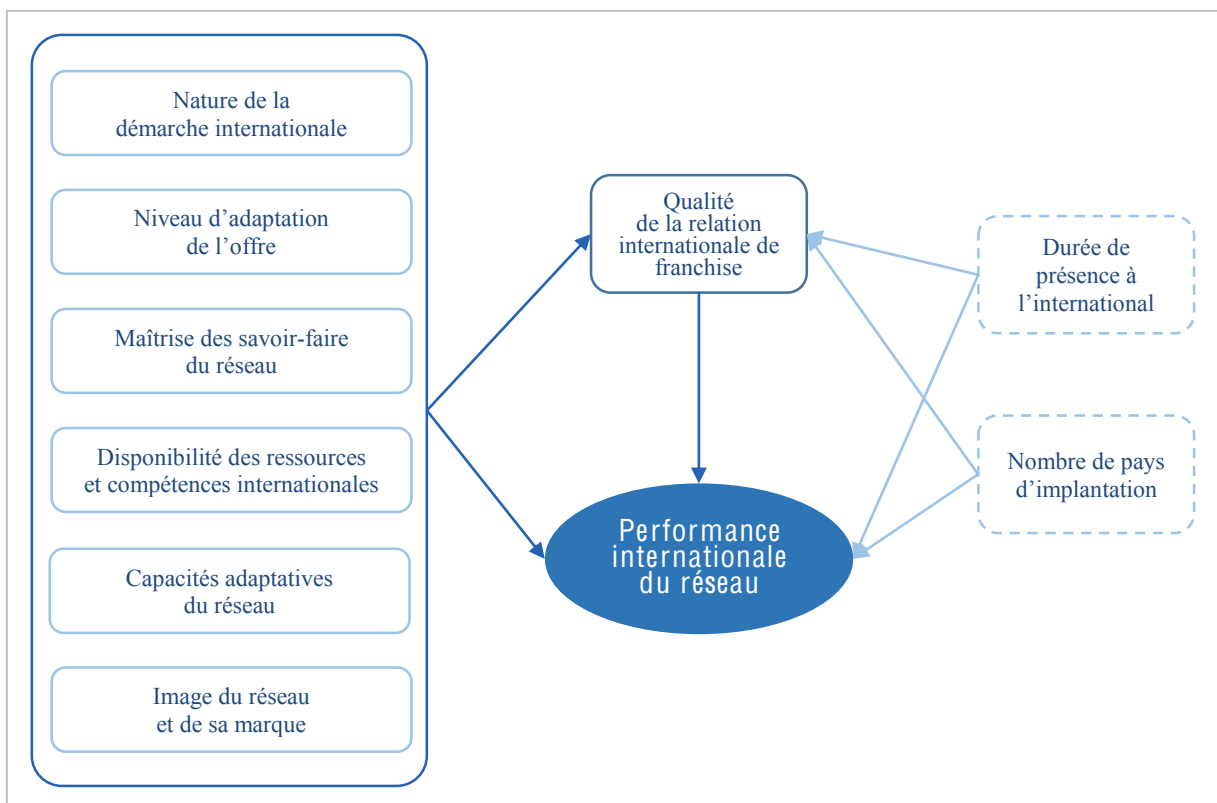 Nature de la
démarche internationale
Niveau d’adaptation
de l’offre
Maîtrise des savoir-faire
du réseau
Disponibilité des ressources
et compétences internationales
Capacités adaptatives
du réseau
Image du réseau
et de sa marque
Qualité
de la relation
internationale de
franchise
Performance
internationale
du réseau
Durée de
présence à
l’international
Nombre de pays
d’implantation